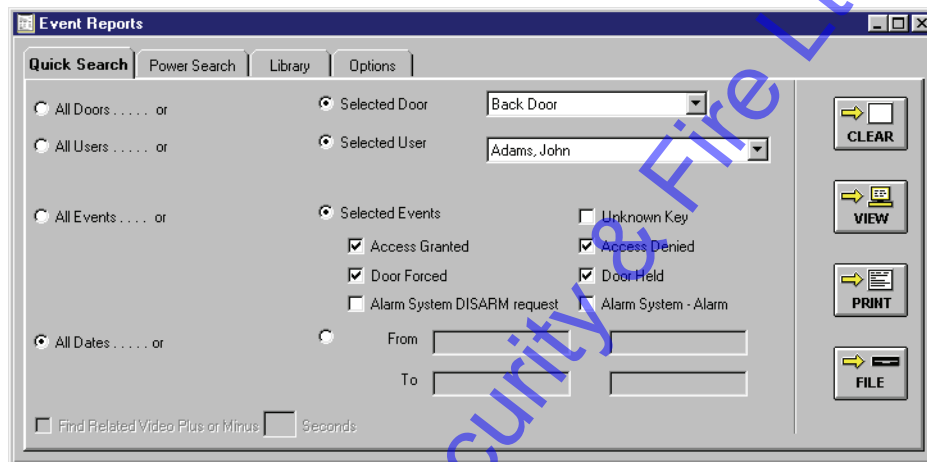 Event Reports
Quick Search Power Search Library Options
All Doors . . . . . or Selected Door Back Door
CLEAR
All Users . . . . . or Selected User Adams, John
All Events . . . . or Selected Events Unknown Key
VIEW
Access Granted Access Denied
Door Forced Door Held
Alarm System DISARM request Alarm System - Alarm
PRINT
All Dates . . . . . or From
To
FILE
Find Related Video Plus or Minus Seconds
curity & Fire Lt